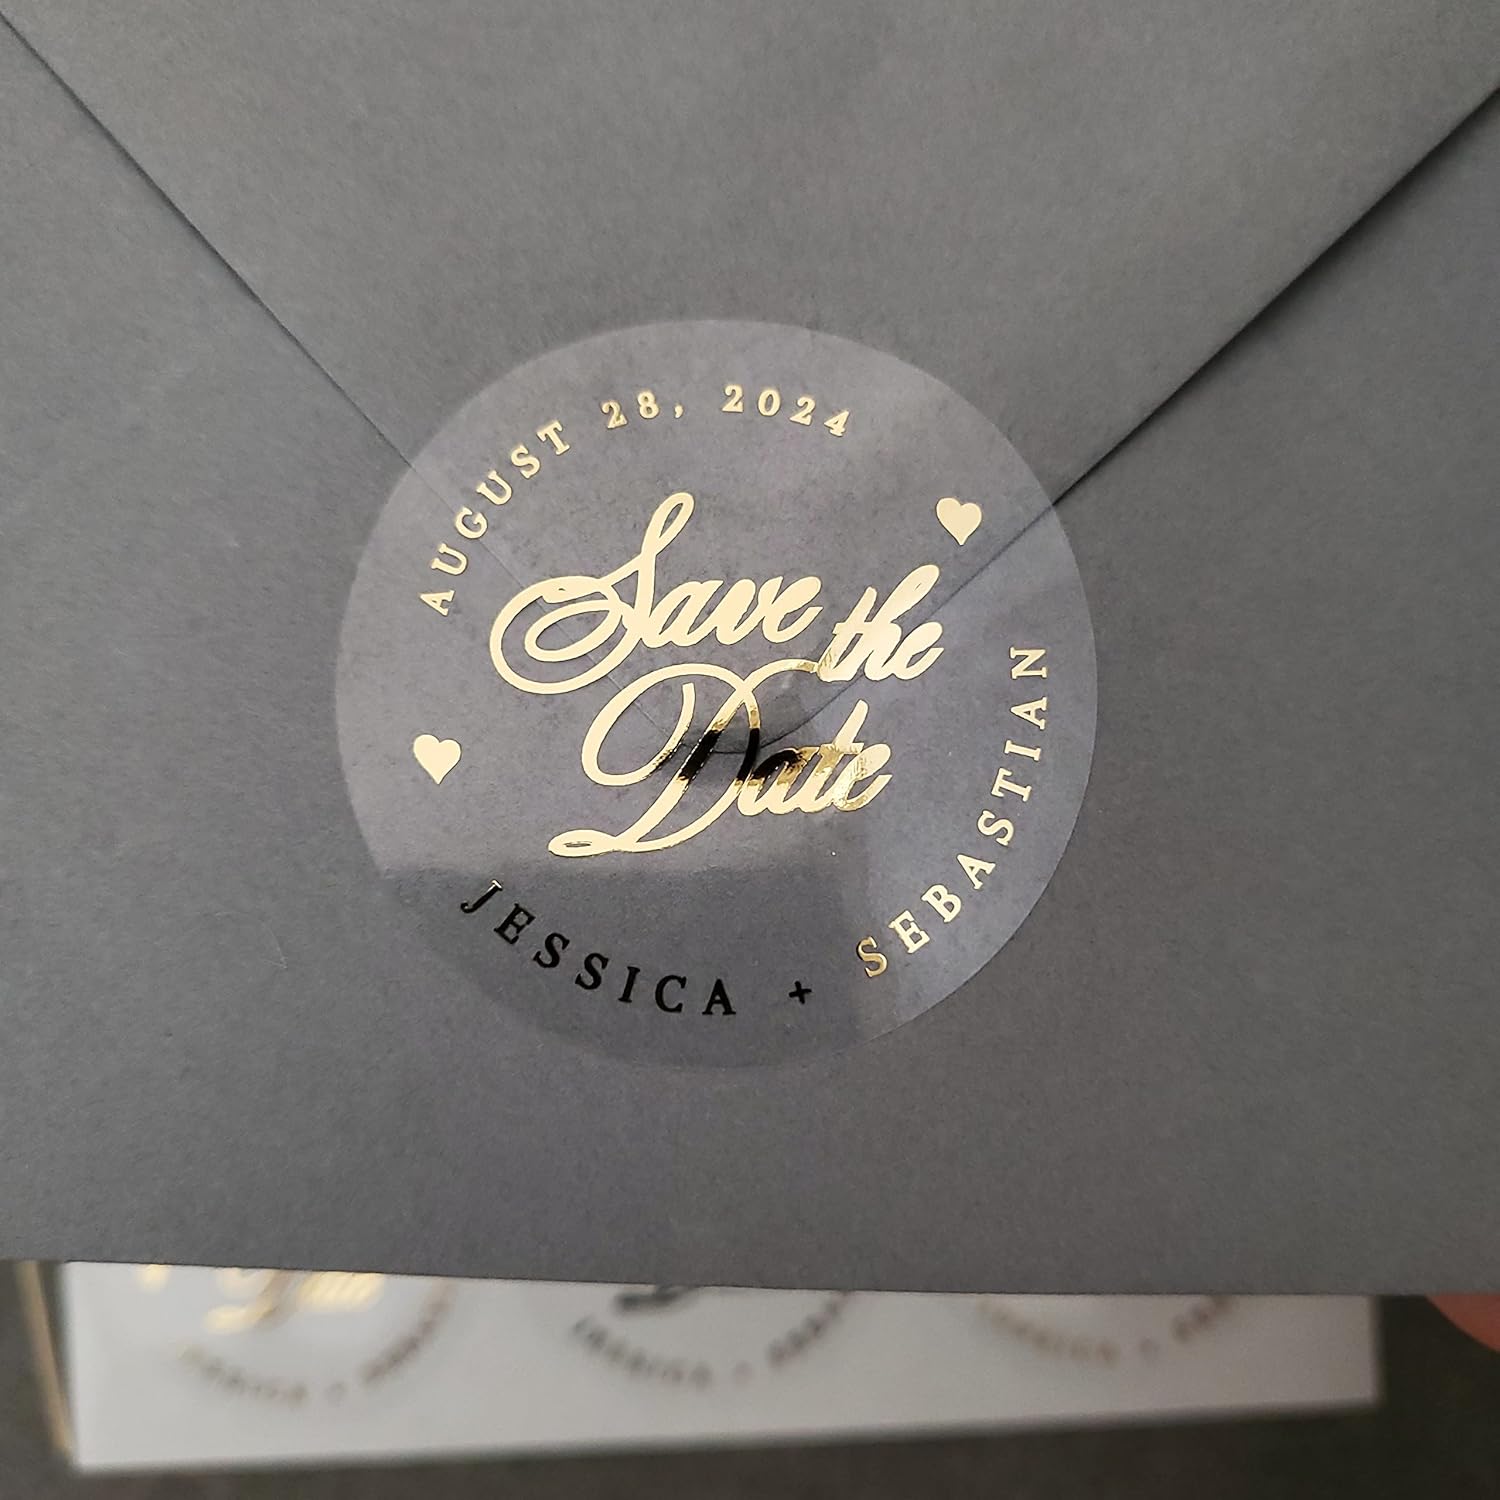 AUGUST 28, 2024
Save the
Date
JESSICA + SEBASTIAN